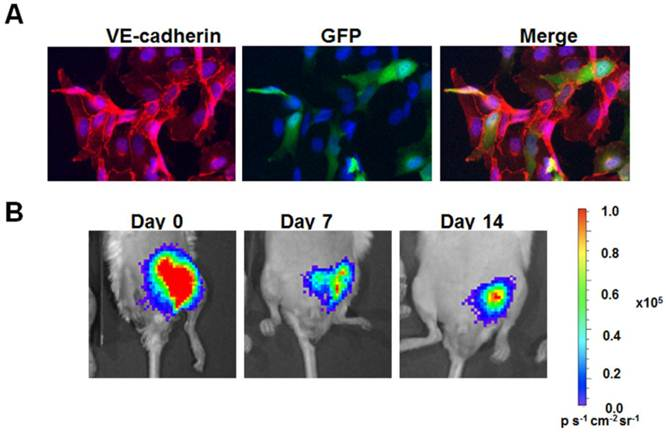 A
VE-cadherin GFP Merge
B
Day 0 Day 7 Day 14
1.0
0.8
0.6
x10⁵
0.4
0.2
0.0
p s⁻¹ cm⁻² sr⁻¹